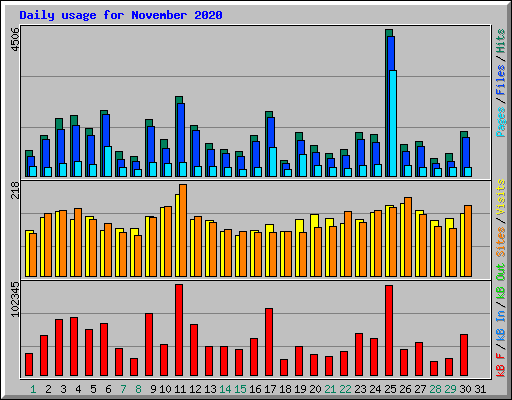 Daily usage for November 2020
4506
Pages / Files / Hits
218
Sites / Visits
102345
kB F / kB In / kB Out
1 2 3 4 5 6 7 8 9 10 11 12 13 14 15 16 17 18 19 20 21 22 23 24 25 26 27 28 29 30 31